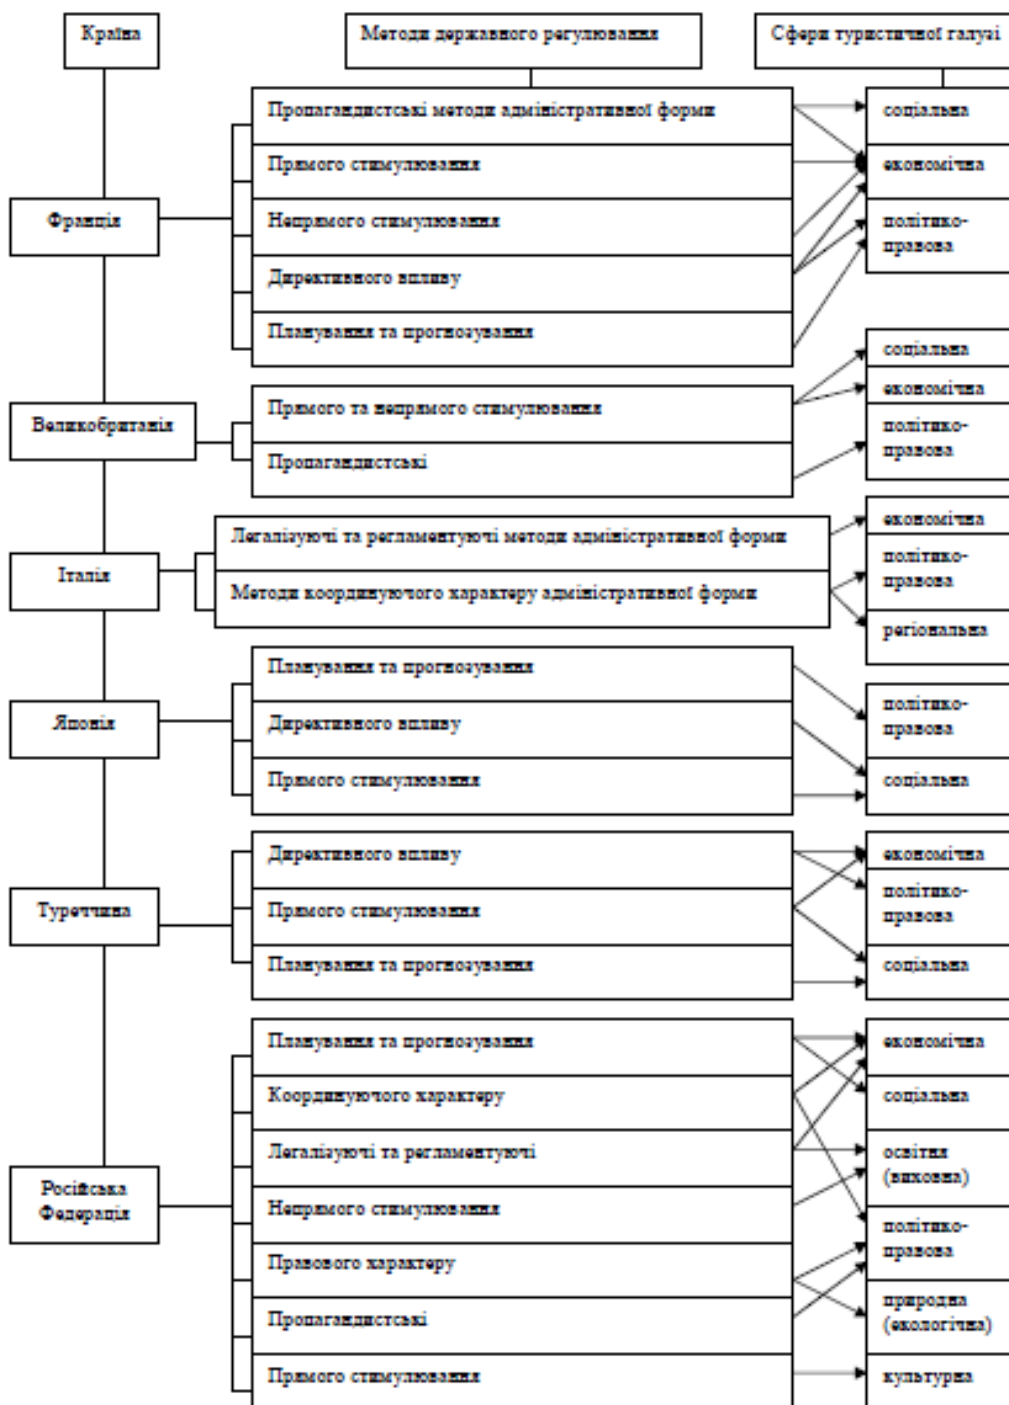 Країна
Методи державного регулювання
Сфери туристичної галузі
Франція
Пропагандистські методи адміністративної форми
Прямого стимулювання
Непрямого стимулювання
Директивного впливу
Планування та прогнозування
соціальна
економічна
політико-
правова
Великобританія
Прямого та непрямого стимулювання
Пропагандистські
соціальна
економічна
політико-
правова
Італія
Легалізуючі та регламентуючі методи адміністративної форми
Методи координуючого характеру адміністративної форми
економічна
політико-
правова
регіональна
Японія
Планування та прогнозування
Директивного впливу
Прямого стимулювання
політико-
правова
соціальна
Туреччина
Директивного впливу
Прямого стимулювання
Планування та прогнозування
економічна
політико-
правова
соціальна
Російська
Федерація
Планування та прогнозування
Координуючого характеру
Легалізуючі та регламентуючі
Непрямого стимулювання
Правового характеру
Пропагандистські
Прямого стимулювання
економічна
соціальна
освітня
(виховна)
політико-
правова
природна
(екологічна)
культурна